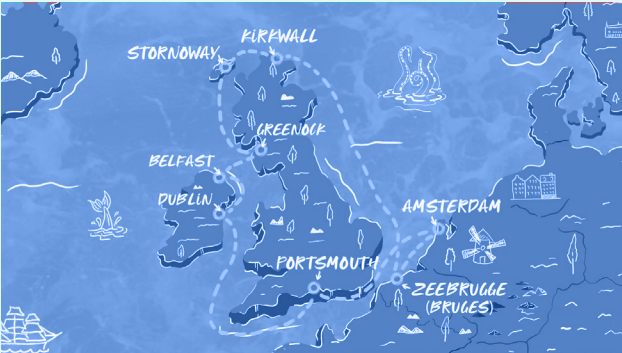 KIRKWALL
STORNOWAY
GREENOCK
BELFAST
DUBLIN
AMSTERDAM
PORTSMOUTH
ZEEBRUGGE
(BRUGES)